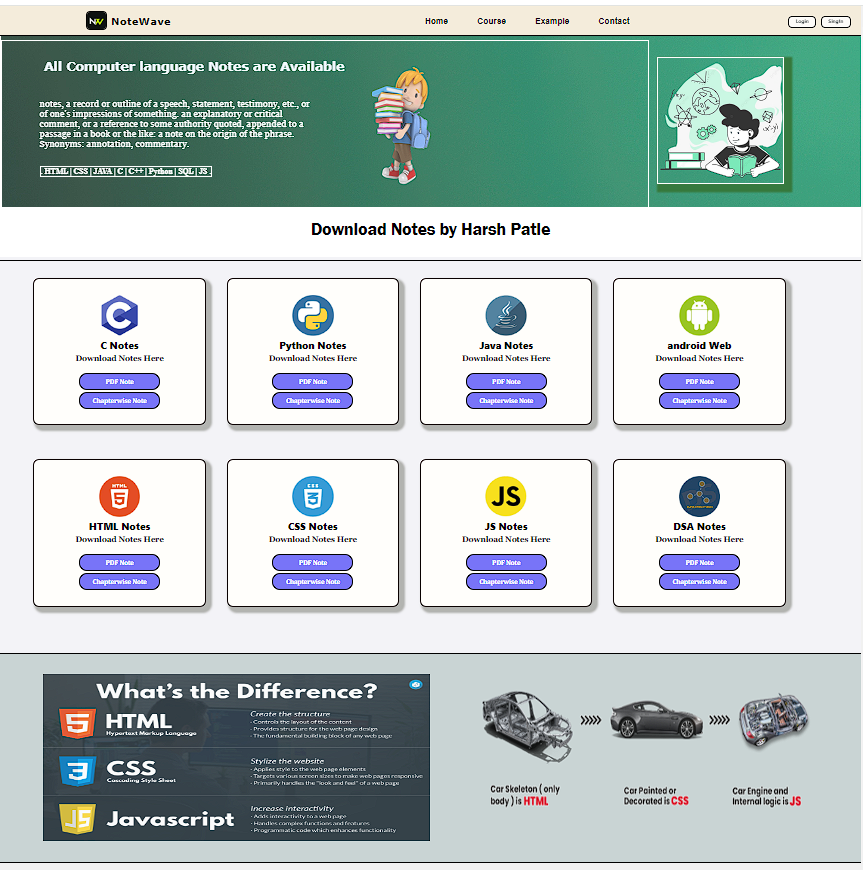 NW NoteWave
Home Course Example Contact
Login SingIn
All Computer language Notes are Available
notes, a record or outline of a speech, statement, testimony, etc., or
of one's impressions of something. an explanatory or critical
comment, or a reference to some authority quoted, appended to a
passage in a book or the like: a note on the origin of the phrase.
Synonyms: annotation, commentary.
HTML | CSS | JAVA | C | C++ | Python | SQL | JS
Download Notes by Harsh Patle
C
C Notes
Download Notes Here
PDF Note
Chapterwise Note
Python Notes
Download Notes Here
PDF Note
Chapterwise Note
Java Notes
Download Notes Here
PDF Note
Chapterwise Note
android Web
Download Notes Here
PDF Note
Chapterwise Note
HTML
5
HTML Notes
Download Notes Here
PDF Note
Chapterwise Note
CSS
3
CSS Notes
Download Notes Here
PDF Note
Chapterwise Note
JS
JS Notes
Download Notes Here
PDF Note
Chapterwise Note
DSA Notes
Download Notes Here
PDF Note
Chapterwise Note
What's the Difference?
5 HTML
Hypertext Markup Language
Create the structure
· Controls the layout of the content
· Provides structure for the web page design
· The fundamental building block of any web page
3 CSS
Cascading Style Sheet
Stylize the website
· Applies style to the web page elements
· Targets various screen sizes to make web pages responsive
· Primarily handles the "look and feel" of a web page
JS Javascript
Increase interactivity
· Adds interactivity to a web page
· Handles complex functions and features
· Programmatic code which enhances functionality
Car Skeleton ( only
body ) is HTML
Car Painted or
Decorated is CSS
Car Engine and
Internal logic is JS